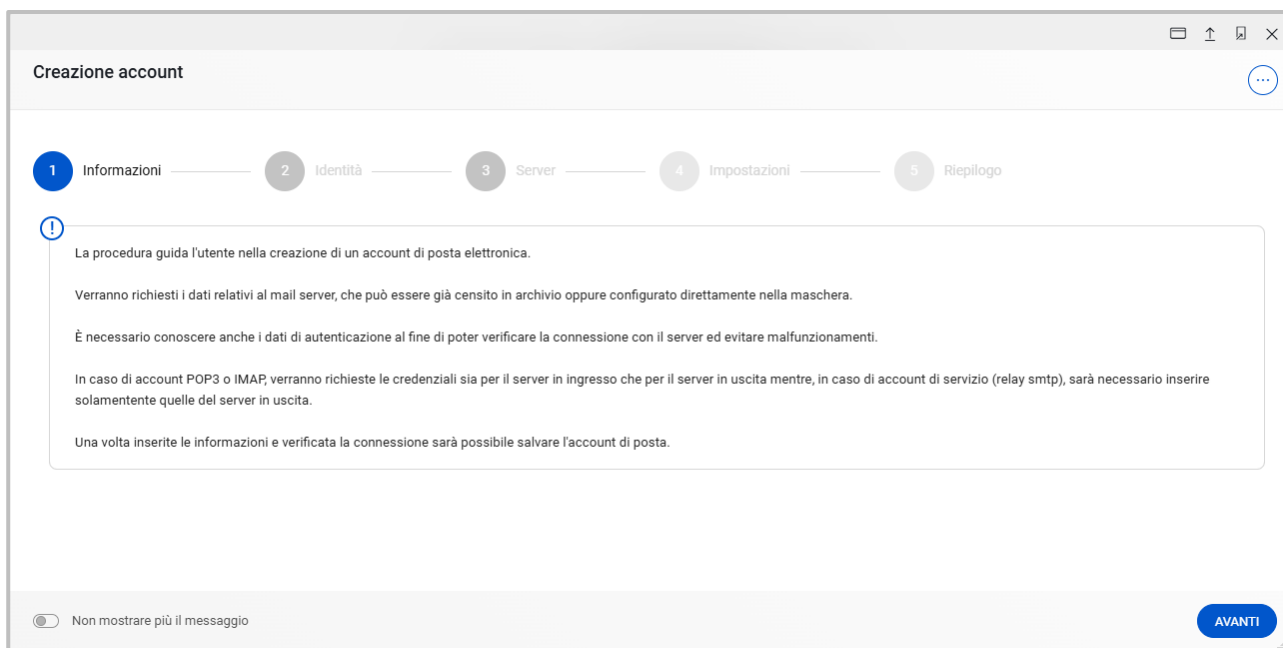 Creazione account
1 Informazioni 2 Identità 3 Server 4 Impostazioni 5 Riepilogo
La procedura guida l'utente nella creazione di un account di posta elettronica.
Verranno richiesti i dati relativi al mail server, che può essere già censito in archivio oppure configurato direttamente nella maschera.
È necessario conoscere anche i dati di autenticazione al fine di poter verificare la connessione con il server ed evitare malfunzionamenti.
In caso di account POP3 o IMAP, verranno richieste le credenziali sia per il server in ingresso che per il server in uscita mentre, in caso di account di servizio (relay smtp), sarà necessario inserire
solamentente quelle del server in uscita.
Una volta inserite le informazioni e verificata la connessione sarà possibile salvare l'account di posta.
Non mostrare più il messaggio
AVANTI